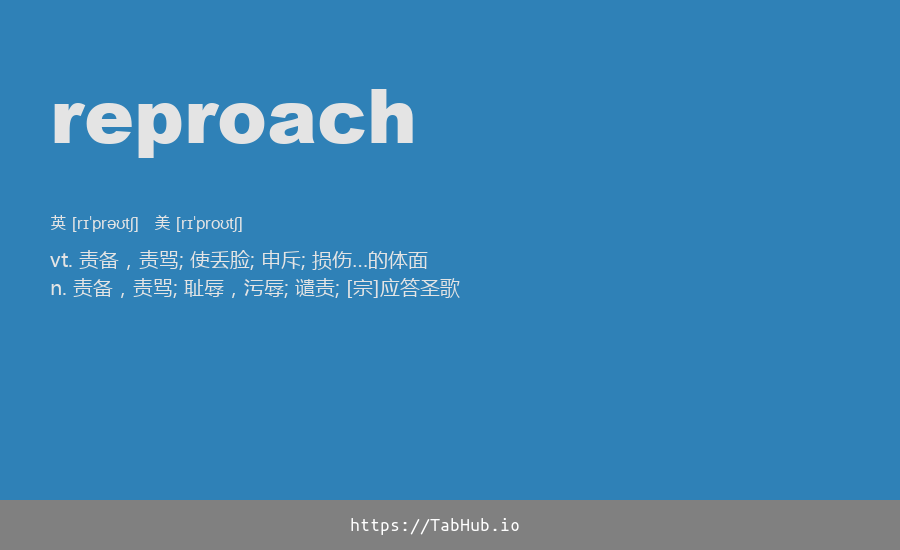 reproach
英 [rɪˈprəʊtʃ] 美 [rɪˈproʊtʃ]
vt. 责备，责骂; 使丢脸; 申斥; 损伤...的体面
n. 责备，责骂; 耻辱，污辱; 谴责; [宗]应答圣歌
https://TabHub.io